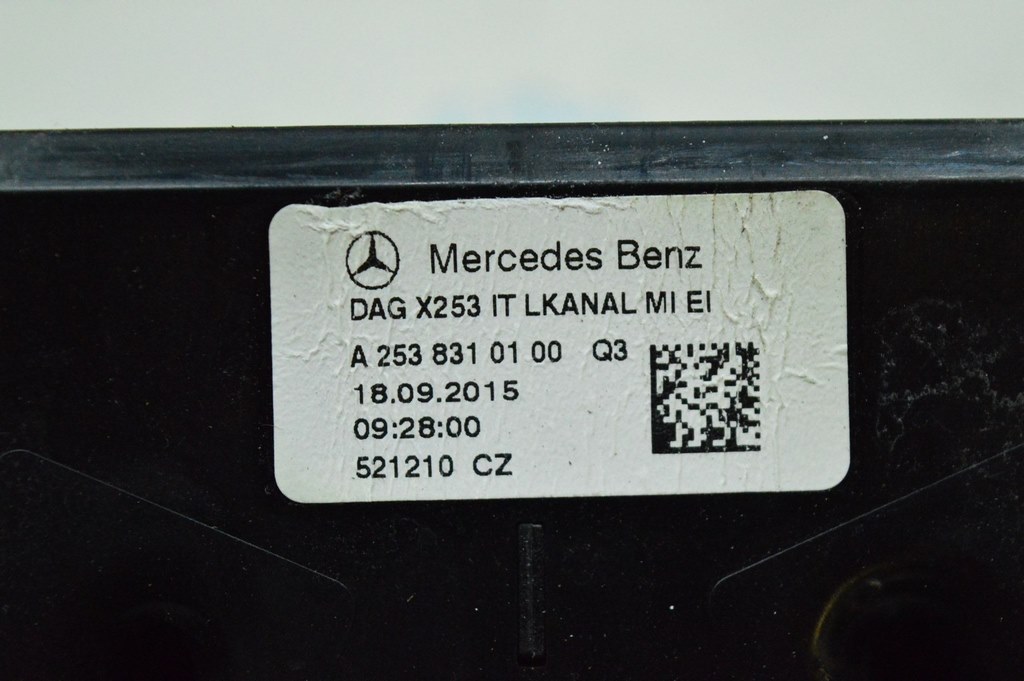 Mercedes Benz
DAG X253 IT LKANAL MI EI
A 253 831 01 00 Q3
18.09.2015
09:28:00
521210 CZ